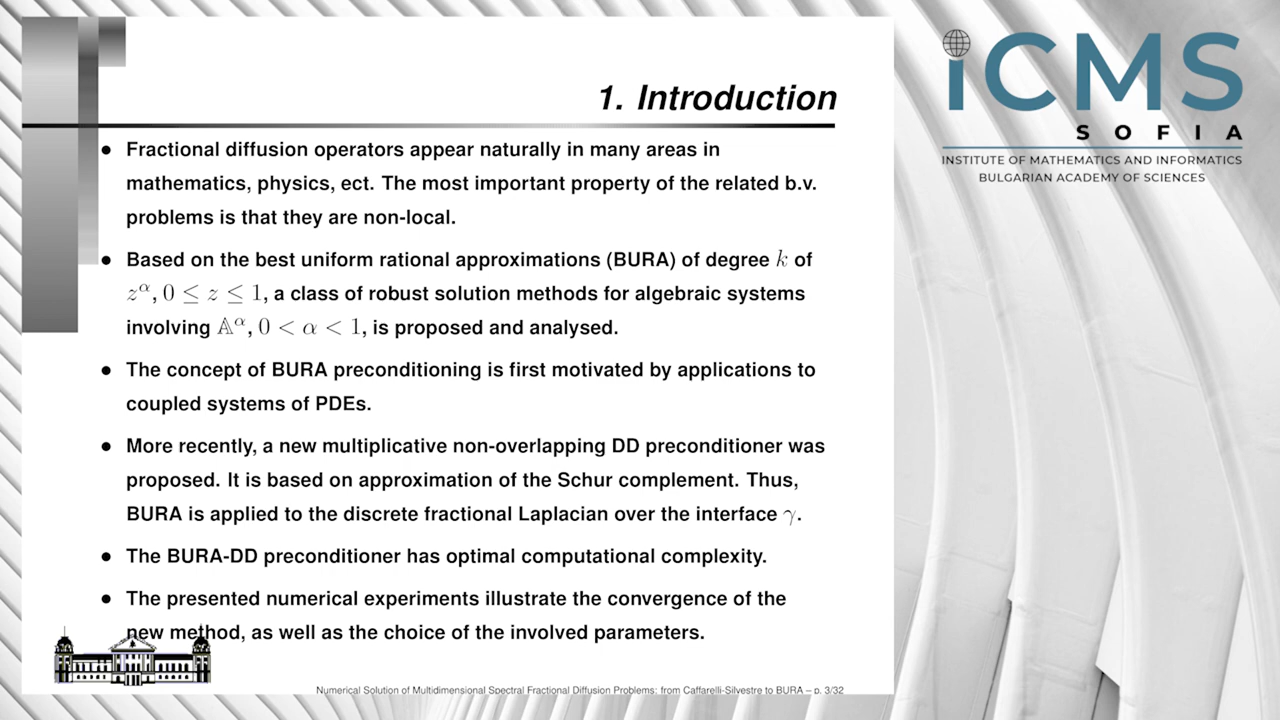 1. Introduction
• Fractional diffusion operators appear naturally in many areas in
mathematics, physics, ect. The most important property of the related b.v.
problems is that they are non-local.
• Based on the best uniform rational approximations (BURA) of degree k of
z^α, 0 ≤ z ≤ 1, a class of robust solution methods for algebraic systems
involving 𝔸^α, 0 < α < 1, is proposed and analysed.
• The concept of BURA preconditioning is first motivated by applications to
coupled systems of PDEs.
• More recently, a new multiplicative non-overlapping DD preconditioner was
proposed. It is based on approximation of the Schur complement. Thus,
BURA is applied to the discrete fractional Laplacian over the interface γ.
• The BURA-DD preconditioner has optimal computational complexity.
• The presented numerical experiments illustrate the convergence of the
new method, as well as the choice of the involved parameters.
Numerical Solution of Multidimensional Spectral Fractional Diffusion Problems: from Caffarelli-Silvestre to BURA – p. 3/32
iCMS
SOFIA
INSTITUTE OF MATHEMATICS AND INFORMATICS
BULGARIAN ACADEMY OF SCIENCES